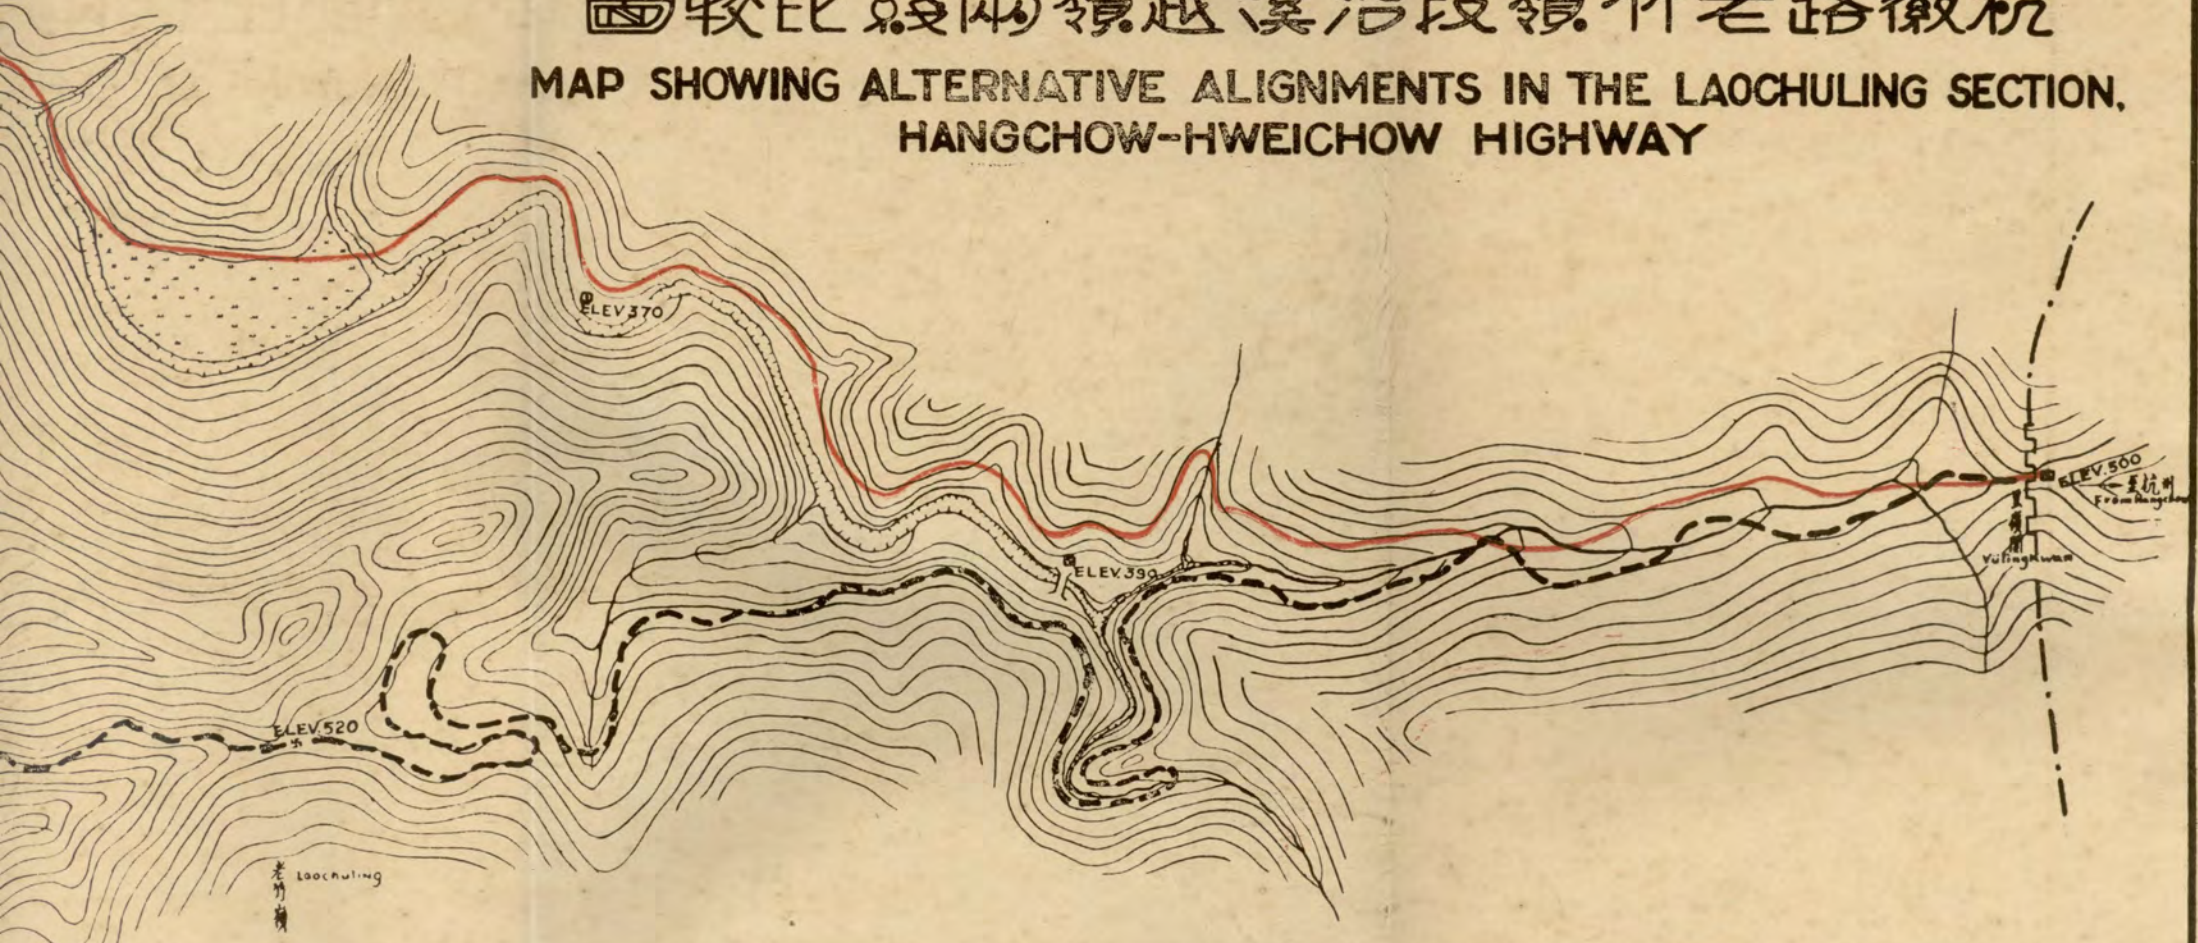 圖較比綫兩嶺越溪沿段嶺竹老路徽杭
MAP SHOWING ALTERNATIVE ALIGNMENTS IN THE LAOCHULING SECTION,
HANGCHOW-HWEICHOW HIGHWAY
ELEV 370
ELEV. 500
至杭州
From Hangchow
ELEV. 390
Yülingkwan
ELEV. 520
老竹嶺
Laochuling